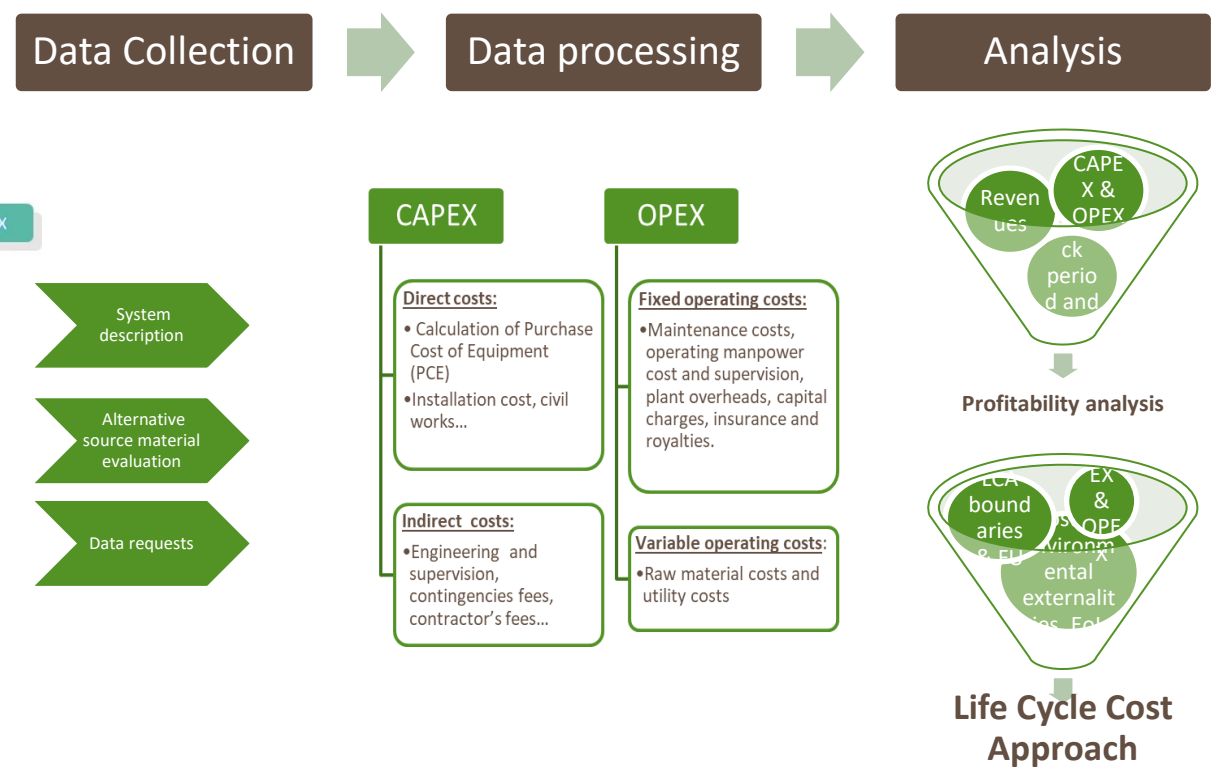 Data Collection
Data processing
Analysis
X
System
description
Alternative
source material
evaluation
Data requests
CAPEX
Direct costs:
• Calculation of Purchase
Cost of Equipment
(PCE)
•Installation cost, civil
works…
Indirect costs:
•Engineering and
supervision,
contingencies fees,
contractor's fees…
OPEX
Fixed operating costs:
•Maintenance costs,
operating manpower
cost and supervision,
plant overheads, capital
charges, insurance and
royalties.
Variable operating costs:
•Raw material costs and
utility costs
CAPE
X &
OPEX
Reven
ues
ck
perio
d and
Profitability analysis
LCA
bound
aries
& FU
EX
&
OPE
X
ental
externalit
Life Cycle Cost
Approach